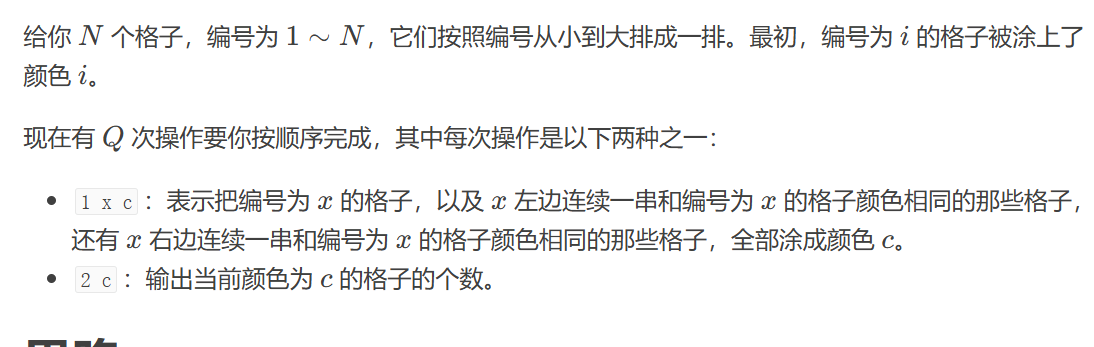 给你 N 个格子，编号为 1 ∼ N，它们按照编号从小到大排成一排。最初，编号为 i 的格子被涂上了
颜色 i。
现在有 Q 次操作要你按顺序完成，其中每次操作是以下两种之一：
• 1 x c ：表示把编号为 x 的格子，以及 x 左边连续一串和编号为 x 的格子颜色相同的那些格子，
还有 x 右边连续一串和编号为 x 的格子颜色相同的那些格子，全部涂成颜色 c。
• 2 c ：输出当前颜色为 c 的格子的个数。